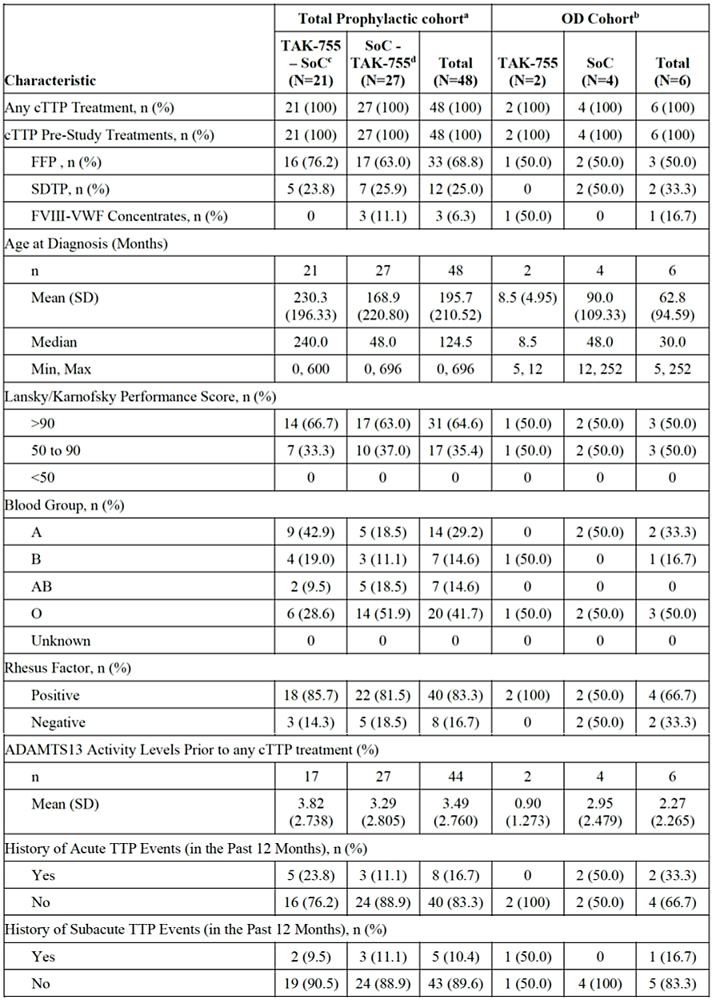 Total Prophylactic cohortᵃ OD Cohortᵇ
Characteristic TAK-755 – SoCᶜ (N=21) SoC - TAK-755ᵈ (N=27) Total (N=48) TAK-755 (N=2) SoC (N=4) Total (N=6)
Any cTTP Treatment, n (%) 21 (100) 27 (100) 48 (100) 2 (100) 4 (100) 6 (100)
cTTP Pre-Study Treatments, n (%) 21 (100) 27 (100) 48 (100) 2 (100) 4 (100) 6 (100)
FFP , n (%) 16 (76.2) 17 (63.0) 33 (68.8) 1 (50.0) 2 (50.0) 3 (50.0)
SDTP, n (%) 5 (23.8) 7 (25.9) 12 (25.0) 0 2 (50.0) 2 (33.3)
FVIII-VWF Concentrates, n (%) 0 3 (11.1) 3 (6.3) 1 (50.0) 0 1 (16.7)
Age at Diagnosis (Months)
n 21 27 48 2 4 6
Mean (SD) 230.3 (196.33) 168.9 (220.80) 195.7 (210.52) 8.5 (4.95) 90.0 (109.33) 62.8 (94.59)
Median 240.0 48.0 124.5 8.5 48.0 30.0
Min, Max 0, 600 0, 696 0, 696 5, 12 12, 252 5, 252
Lansky/Karnofsky Performance Score, n (%)
>90 14 (66.7) 17 (63.0) 31 (64.6) 1 (50.0) 2 (50.0) 3 (50.0)
50 to 90 7 (33.3) 10 (37.0) 17 (35.4) 1 (50.0) 2 (50.0) 3 (50.0)
<50 0 0 0 0 0 0
Blood Group, n (%)
A 9 (42.9) 5 (18.5) 14 (29.2) 0 2 (50.0) 2 (33.3)
B 4 (19.0) 3 (11.1) 7 (14.6) 1 (50.0) 0 1 (16.7)
AB 2 (9.5) 5 (18.5) 7 (14.6) 0 0 0
O 6 (28.6) 14 (51.9) 20 (41.7) 1 (50.0) 2 (50.0) 3 (50.0)
Unknown 0 0 0 0 0 0
Rhesus Factor, n (%)
Positive 18 (85.7) 22 (81.5) 40 (83.3) 2 (100) 2 (50.0) 4 (66.7)
Negative 3 (14.3) 5 (18.5) 8 (16.7) 0 2 (50.0) 2 (33.3)
ADAMTS13 Activity Levels Prior to any cTTP treatment (%)
n 17 27 44 2 4 6
Mean (SD) 3.82 (2.738) 3.29 (2.805) 3.49 (2.760) 0.90 (1.273) 2.95 (2.479) 2.27 (2.265)
History of Acute TTP Events (in the Past 12 Months), n (%)
Yes 5 (23.8) 3 (11.1) 8 (16.7) 0 2 (50.0) 2 (33.3)
No 16 (76.2) 24 (88.9) 40 (83.3) 2 (100) 2 (50.0) 4 (66.7)
History of Subacute TTP Events (in the Past 12 Months), n (%)
Yes 2 (9.5) 3 (11.1) 5 (10.4) 1 (50.0) 0 1 (16.7)
No 19 (90.5) 24 (88.9) 43 (89.6) 1 (50.0) 4 (100) 5 (83.3)